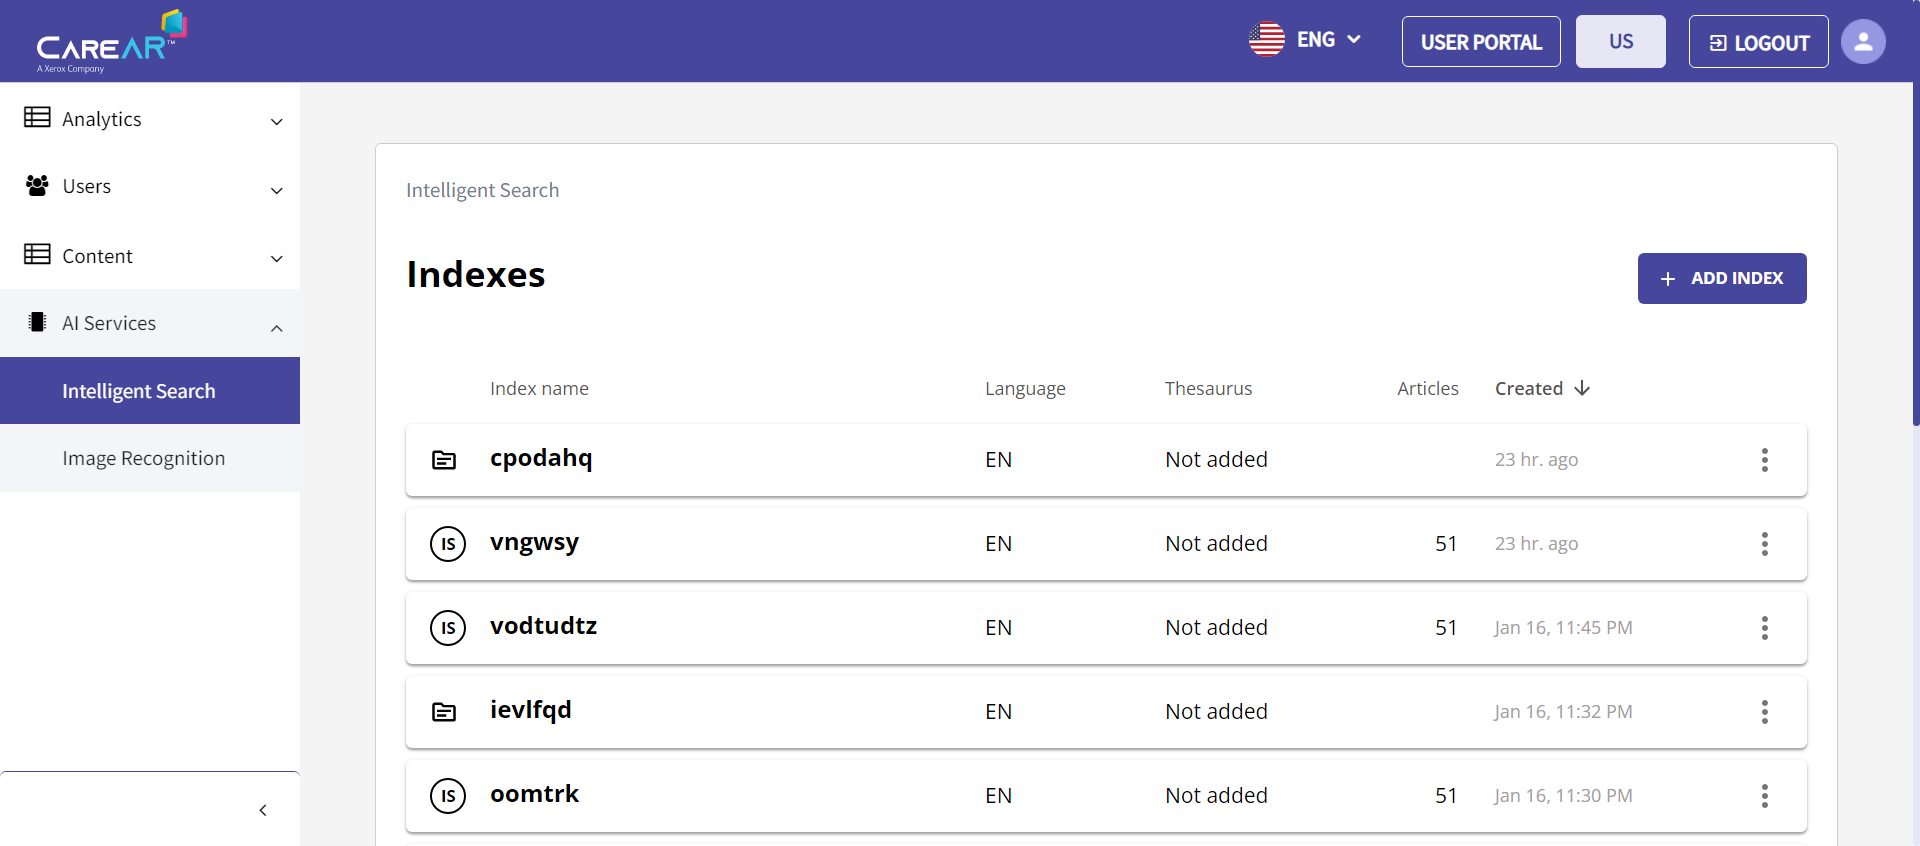 CAREAR™
A Xerox Company
ENG
USER PORTAL
US
LOGOUT
Analytics
Users
Content
AI Services
Intelligent Search
Image Recognition
Intelligent Search
Indexes
+ ADD INDEX
Index name Language Thesaurus Articles Created ↓
cpodahq EN Not added 23 hr. ago
IS vngwsy EN Not added 51 23 hr. ago
IS vodtudtz EN Not added 51 Jan 16, 11:45 PM
ievlfqd EN Not added Jan 16, 11:32 PM
IS oomtrk EN Not added 51 Jan 16, 11:30 PM